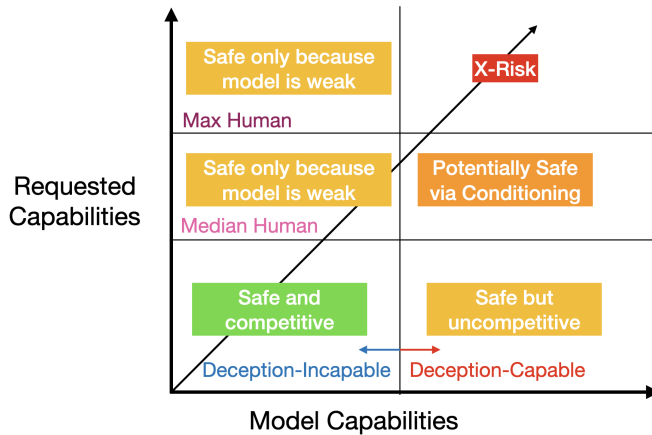 Safe only because
model is weak
X-Risk
Max Human
Safe only because
model is weak
Potentially Safe
via Conditioning
Requested
Capabilities
Median Human
Safe and
competitive
Safe but
uncompetitive
Deception-Incapable
Deception-Capable
Model Capabilities